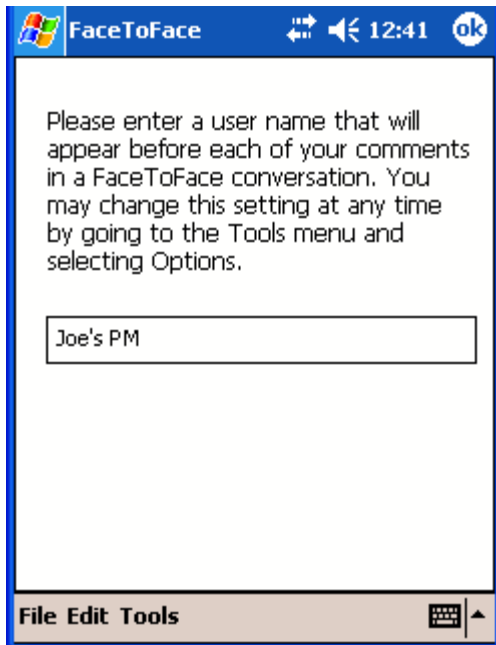 FaceToFace 12:41 ok
Please enter a user name that will
appear before each of your comments
in a FaceToFace conversation. You
may change this setting at any time
by going to the Tools menu and
selecting Options.
Joe's PM
File Edit Tools